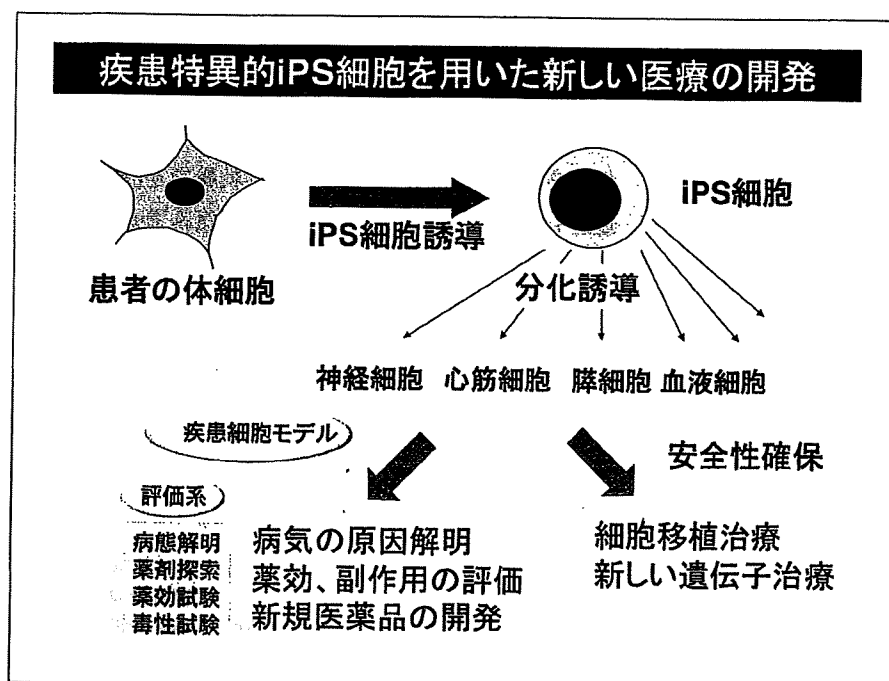 疾患特異的iPS細胞を用いた新しい医療の開発
iPS細胞
iPS細胞誘導
患者の体細胞
分化誘導
神経細胞 心筋細胞 膵細胞 血液細胞
疾患細胞モデル
安全性確保
評価系
病態解明
薬剤探索
薬効試験
毒性試験
病気の原因解明
薬効、副作用の評価
新規医薬品の開発
細胞移植治療
新しい遺伝子治療